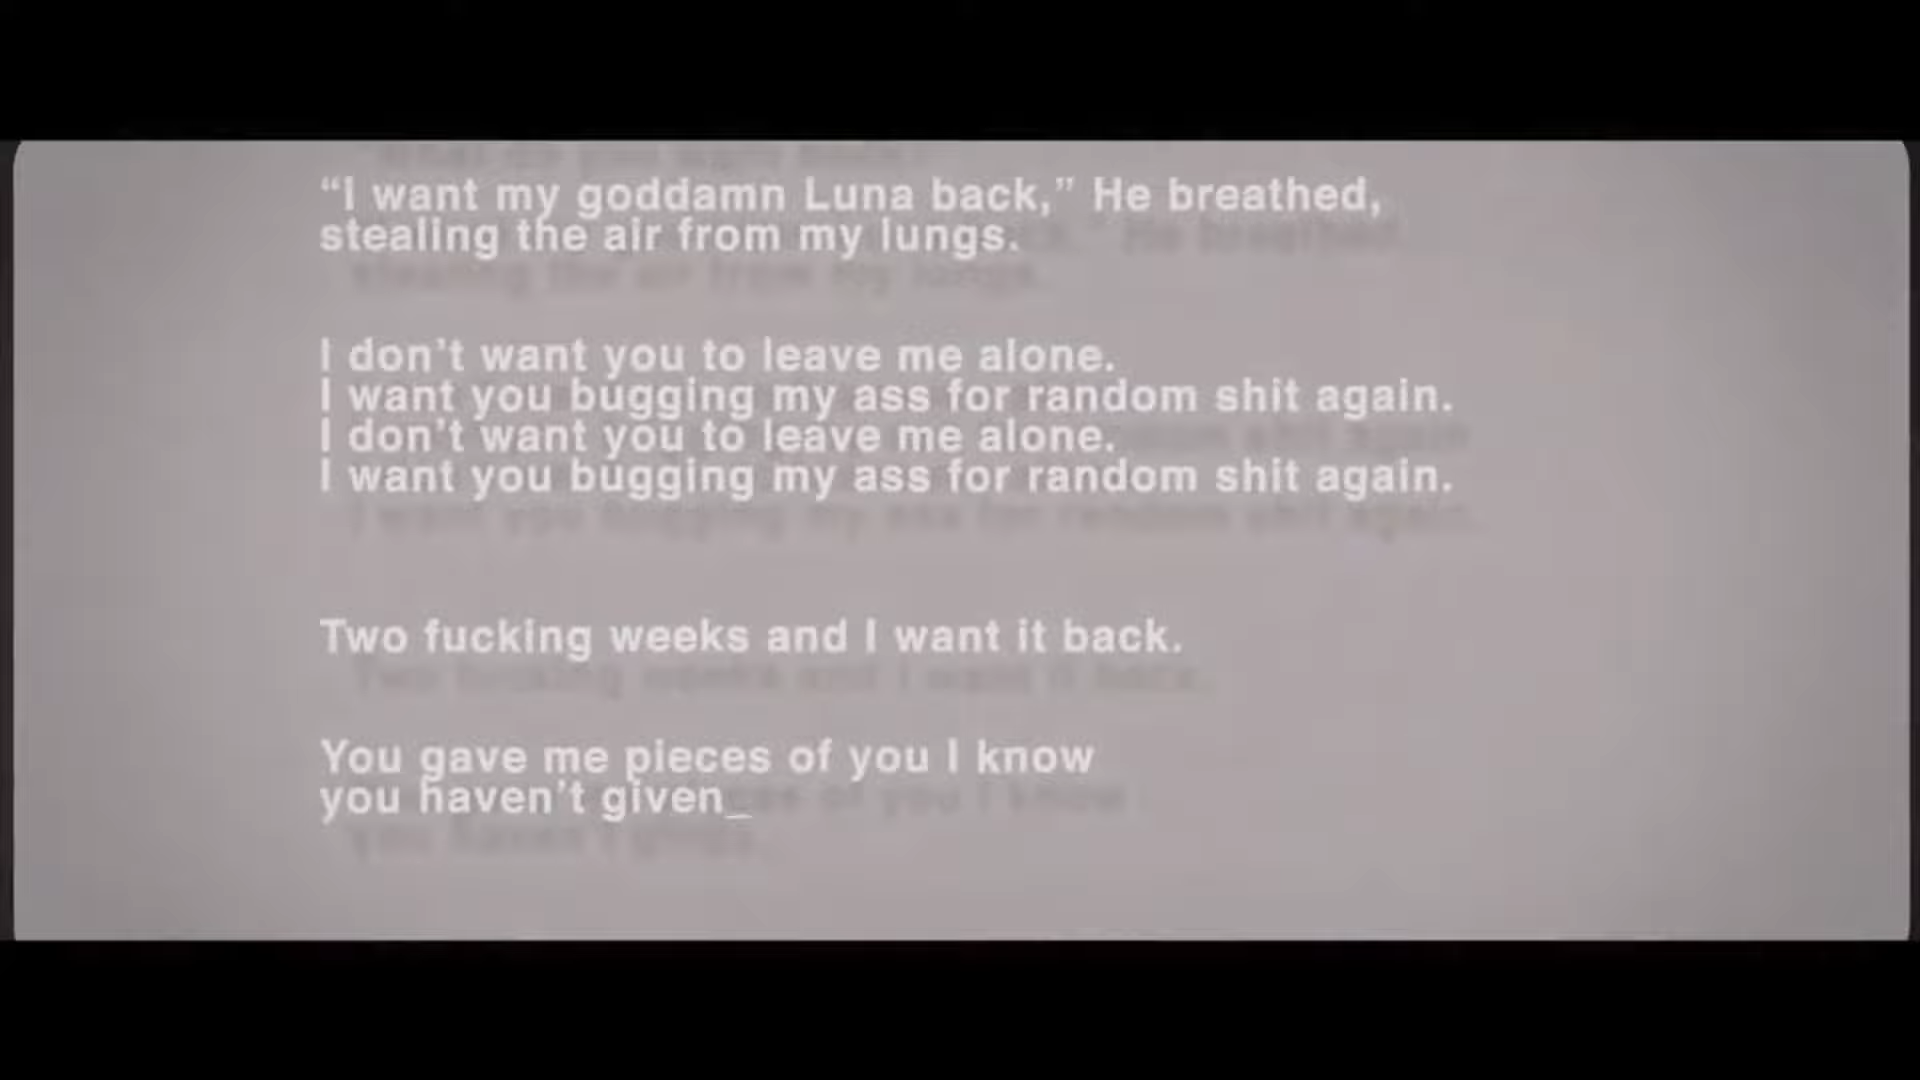 “I want my goddamn Luna back,” He breathed,
stealing the air from my lungs.
I don’t want you to leave me alone.
I want you bugging my ass for random shit again.
I don’t want you to leave me alone.
I want you bugging my ass for random shit again.
Two fucking weeks and I want it back.
You gave me pieces of you I know
you haven’t given_